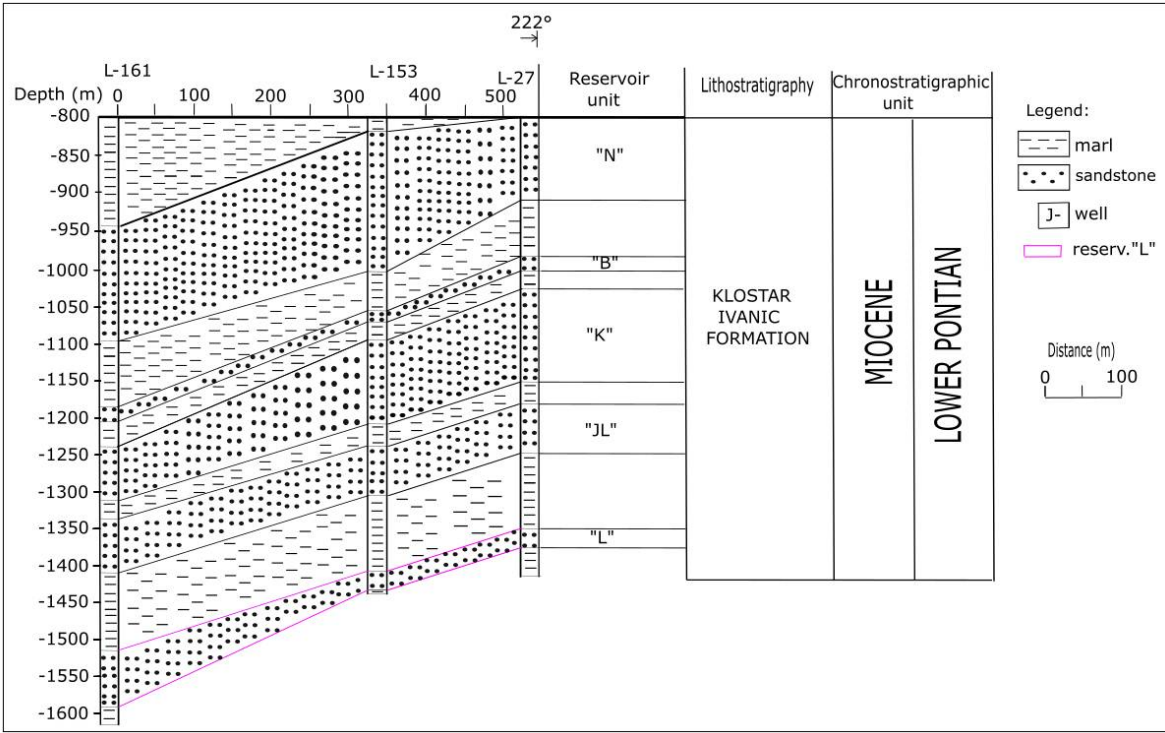 222°
L-161
L-153
L-27
Depth (m)
0
100
200
300
400
500
Reservoir
unit
Lithostratigraphy
Chronostratigraphic
unit
-800
-850
-900
-950
-1000
-1050
-1100
-1150
-1200
-1250
-1300
-1350
-1400
-1450
-1500
-1550
-1600
"N"
"B"
"K"
"JL"
"L"
KLOSTAR
IVANIC
FORMATION
MIOCENE
LOWER PONTIAN
Legend:
marl
sandstone
J- well
reserv."L"
Distance (m)
0 100